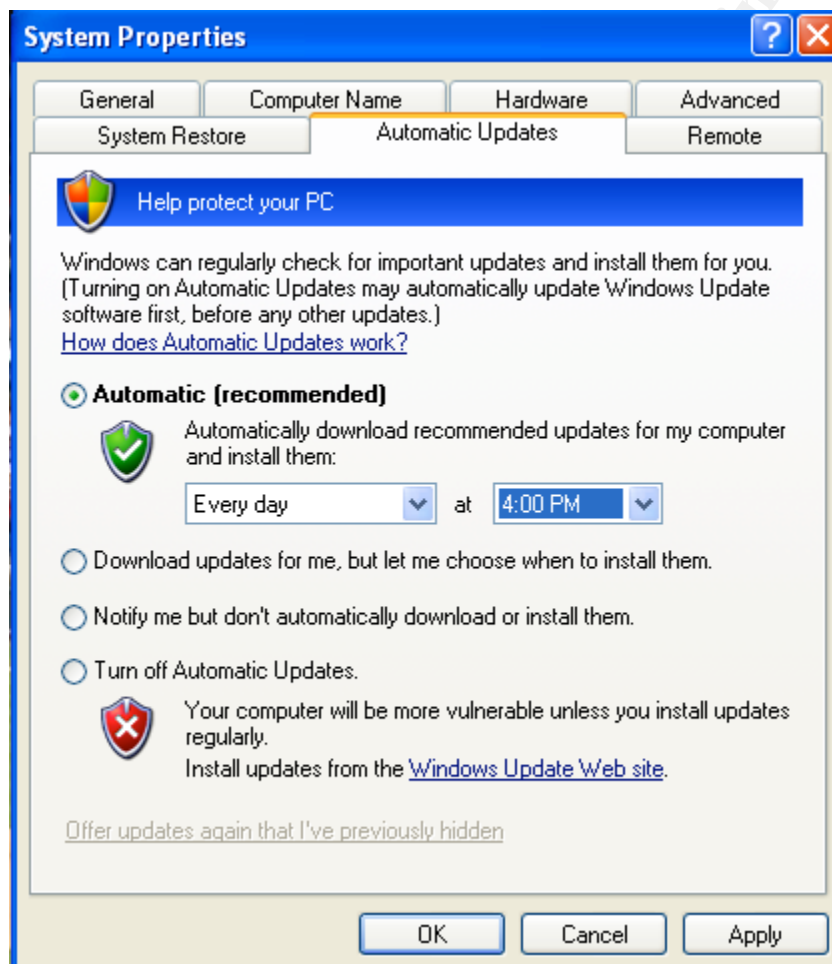 System Properties
General Computer Name Hardware Advanced
System Restore Automatic Updates Remote
Help protect your PC
Windows can regularly check for important updates and install them for you.
(Turning on Automatic Updates may automatically update Windows Update
software first, before any other updates.)
How does Automatic Updates work?
Automatic (recommended)
Automatically download recommended updates for my computer
and install them:
Every day at 4:00 PM
Download updates for me, but let me choose when to install them.
Notify me but don't automatically download or install them.
Turn off Automatic Updates.
Your computer will be more vulnerable unless you install updates
regularly.
Install updates from the Windows Update Web site.
Offer updates again that I've previously hidden
OK Cancel Apply